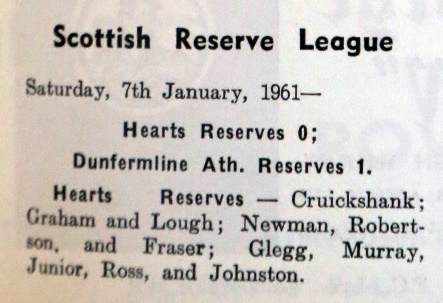 Scottish Reserve League
Saturday, 7th January, 1961—
Hearts Reserves 0;
Dunfermline Ath. Reserves 1.
Hearts Reserves — Cruickshank;
Graham and Lough; Newman, Robert-
son, and Fraser; Glegg, Murray,
Junior, Ross, and Johnston.